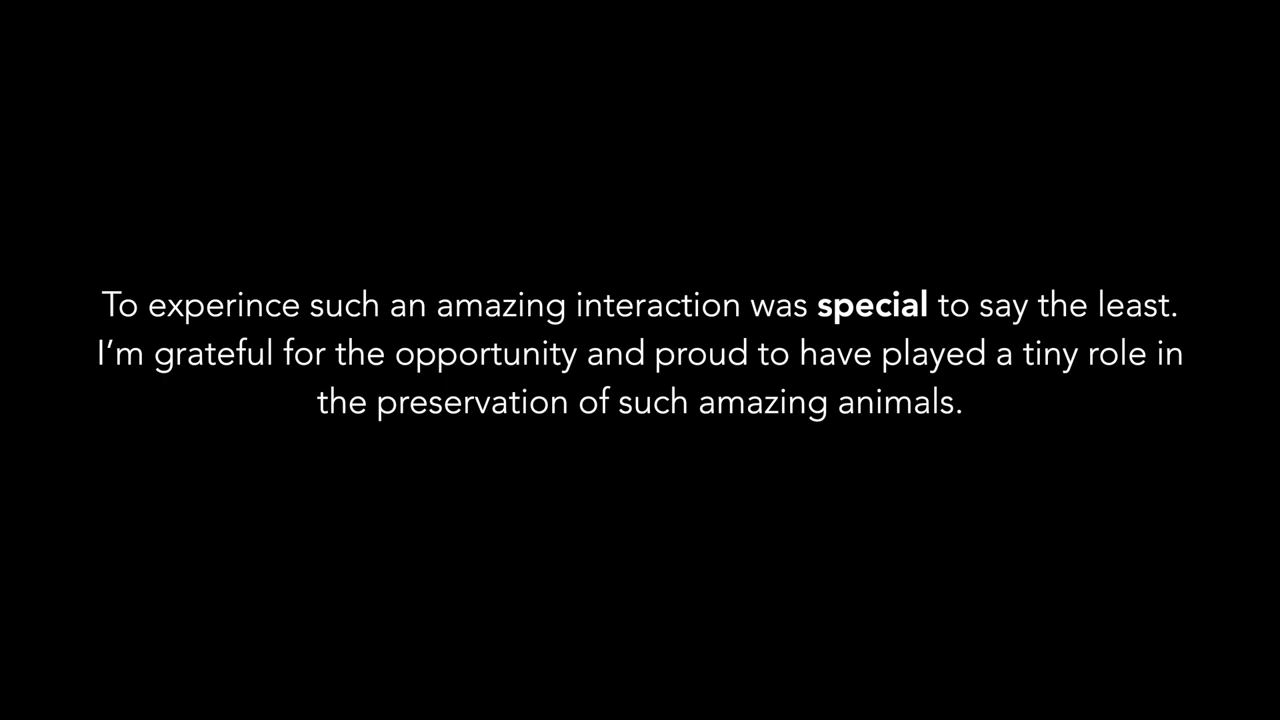 To experince such an amazing interaction was special to say the least.
I’m grateful for the opportunity and proud to have played a tiny role in
the preservation of such amazing animals.